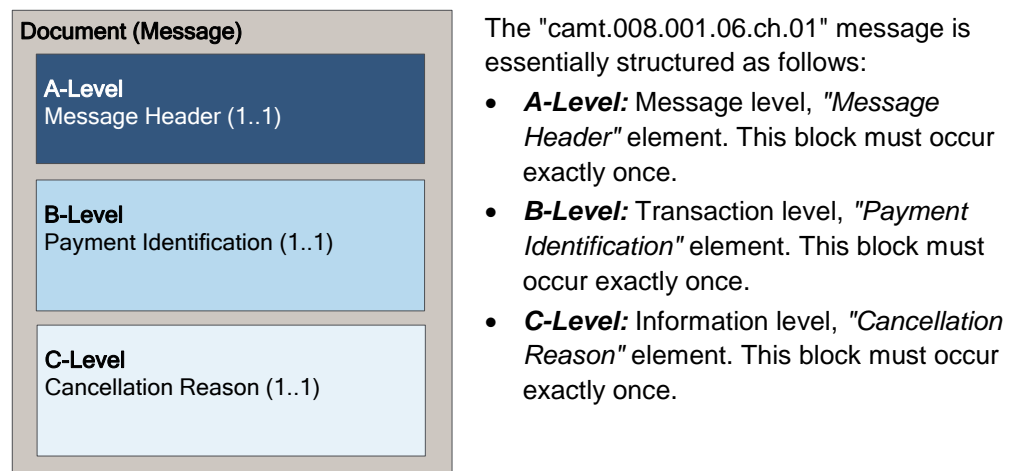 Document (Message)
A-Level
Message Header (1..1)
B-Level
Payment Identification (1..1)
C-Level
Cancellation Reason (1..1)
The "camt.008.001.06.ch.01" message is
essentially structured as follows:
• A-Level: Message level, "Message
Header" element. This block must occur
exactly once.
• B-Level: Transaction level, "Payment
Identification" element. This block must
occur exactly once.
• C-Level: Information level, "Cancellation
Reason" element. This block must occur
exactly once.